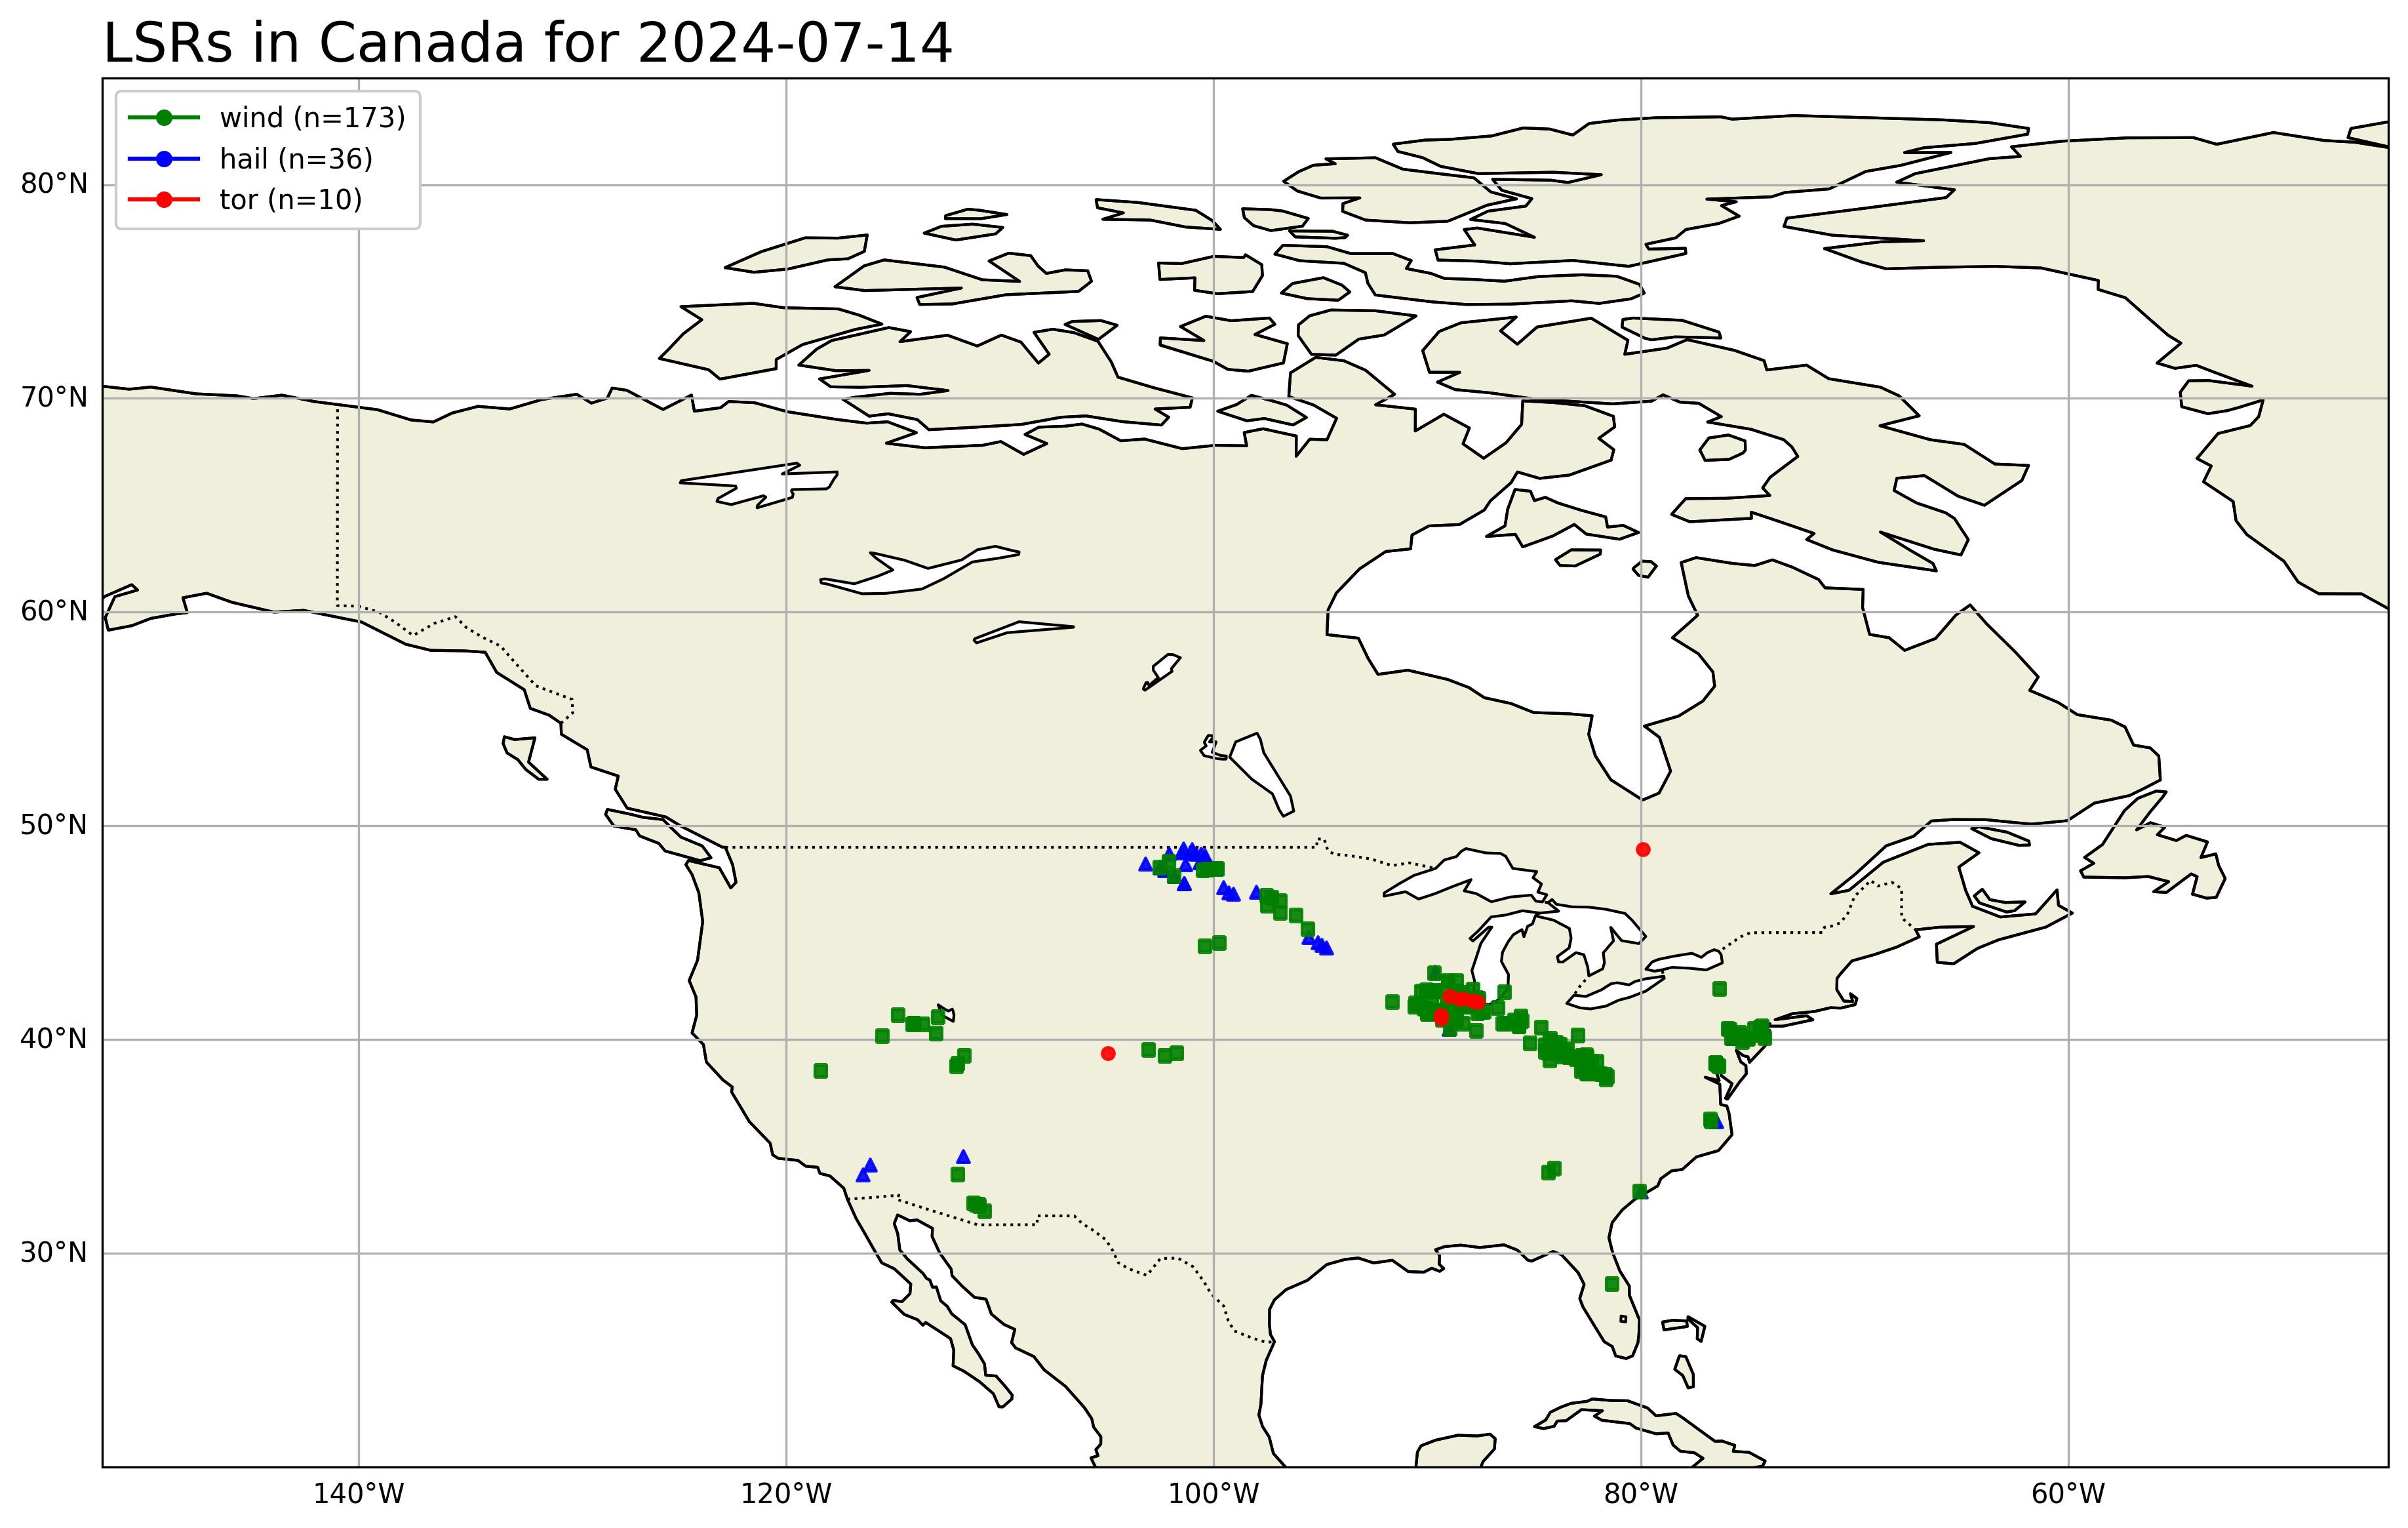 LSRs in Canada for 2024-07-14
wind (n=173)
hail (n=36)
tor (n=10)
80°N
70°N
60°N
50°N
40°N
30°N
140°W
120°W
100°W
80°W
60°W